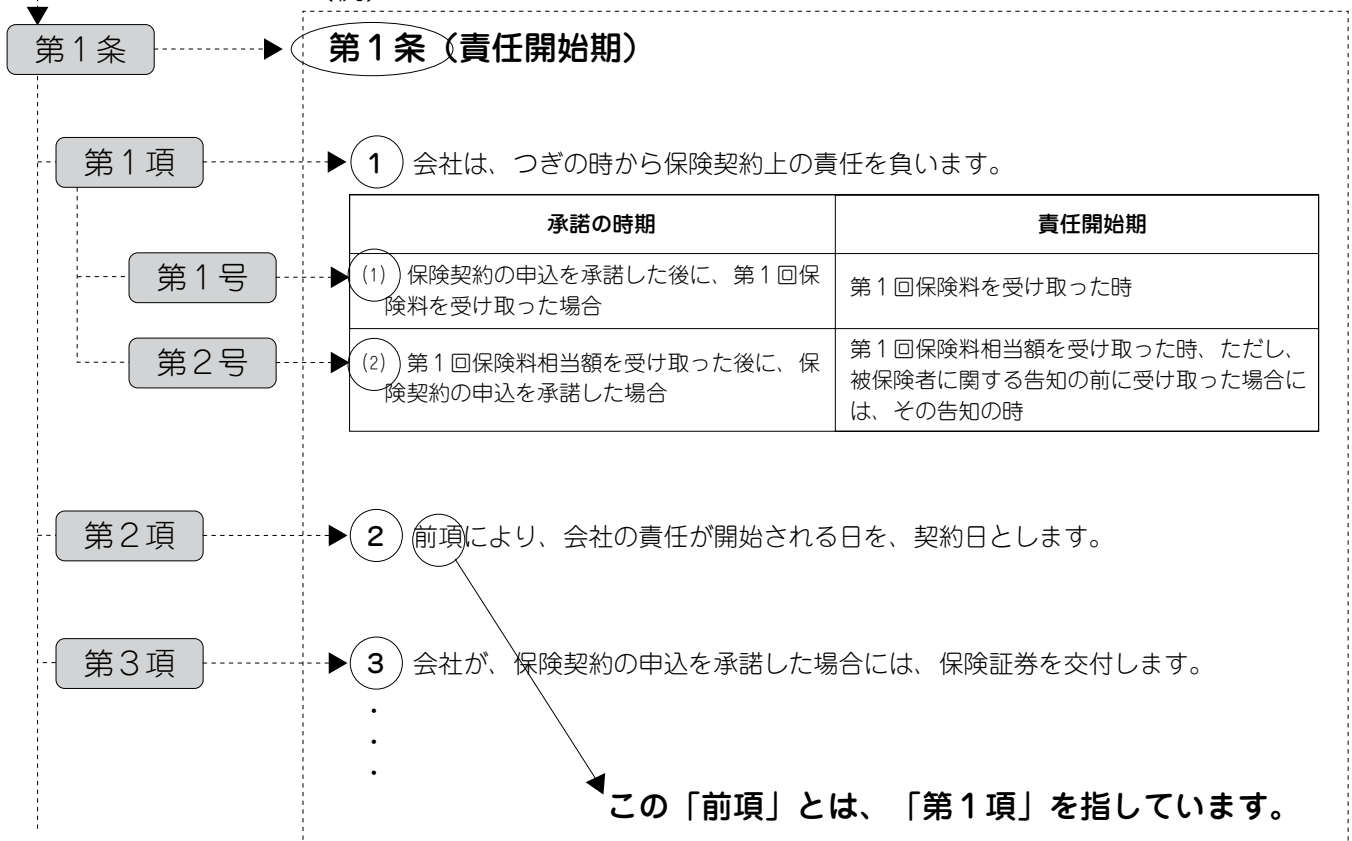 第１条
第１条（責任開始期）
第１項
1 会社は、つぎの時から保険契約上の責任を負います。
承諾の時期
責任開始期
第１号
(1) 保険契約の申込を承諾した後に、第１回保
険料を受け取った場合
第１回保険料を受け取った時
第２号
(2) 第１回保険料相当額を受け取った後に、保
険契約の申込を承諾した場合
第１回保険料相当額を受け取った時、ただし、
被保険者に関する告知の前に受け取った場合に
は、その告知の時
第２項
2 前項により、会社の責任が開始される日を、契約日とします。
第３項
3 会社が、保険契約の申込を承諾した場合には、保険証券を交付します。
・
・
・
この「前項」とは、「第１項」を指しています。